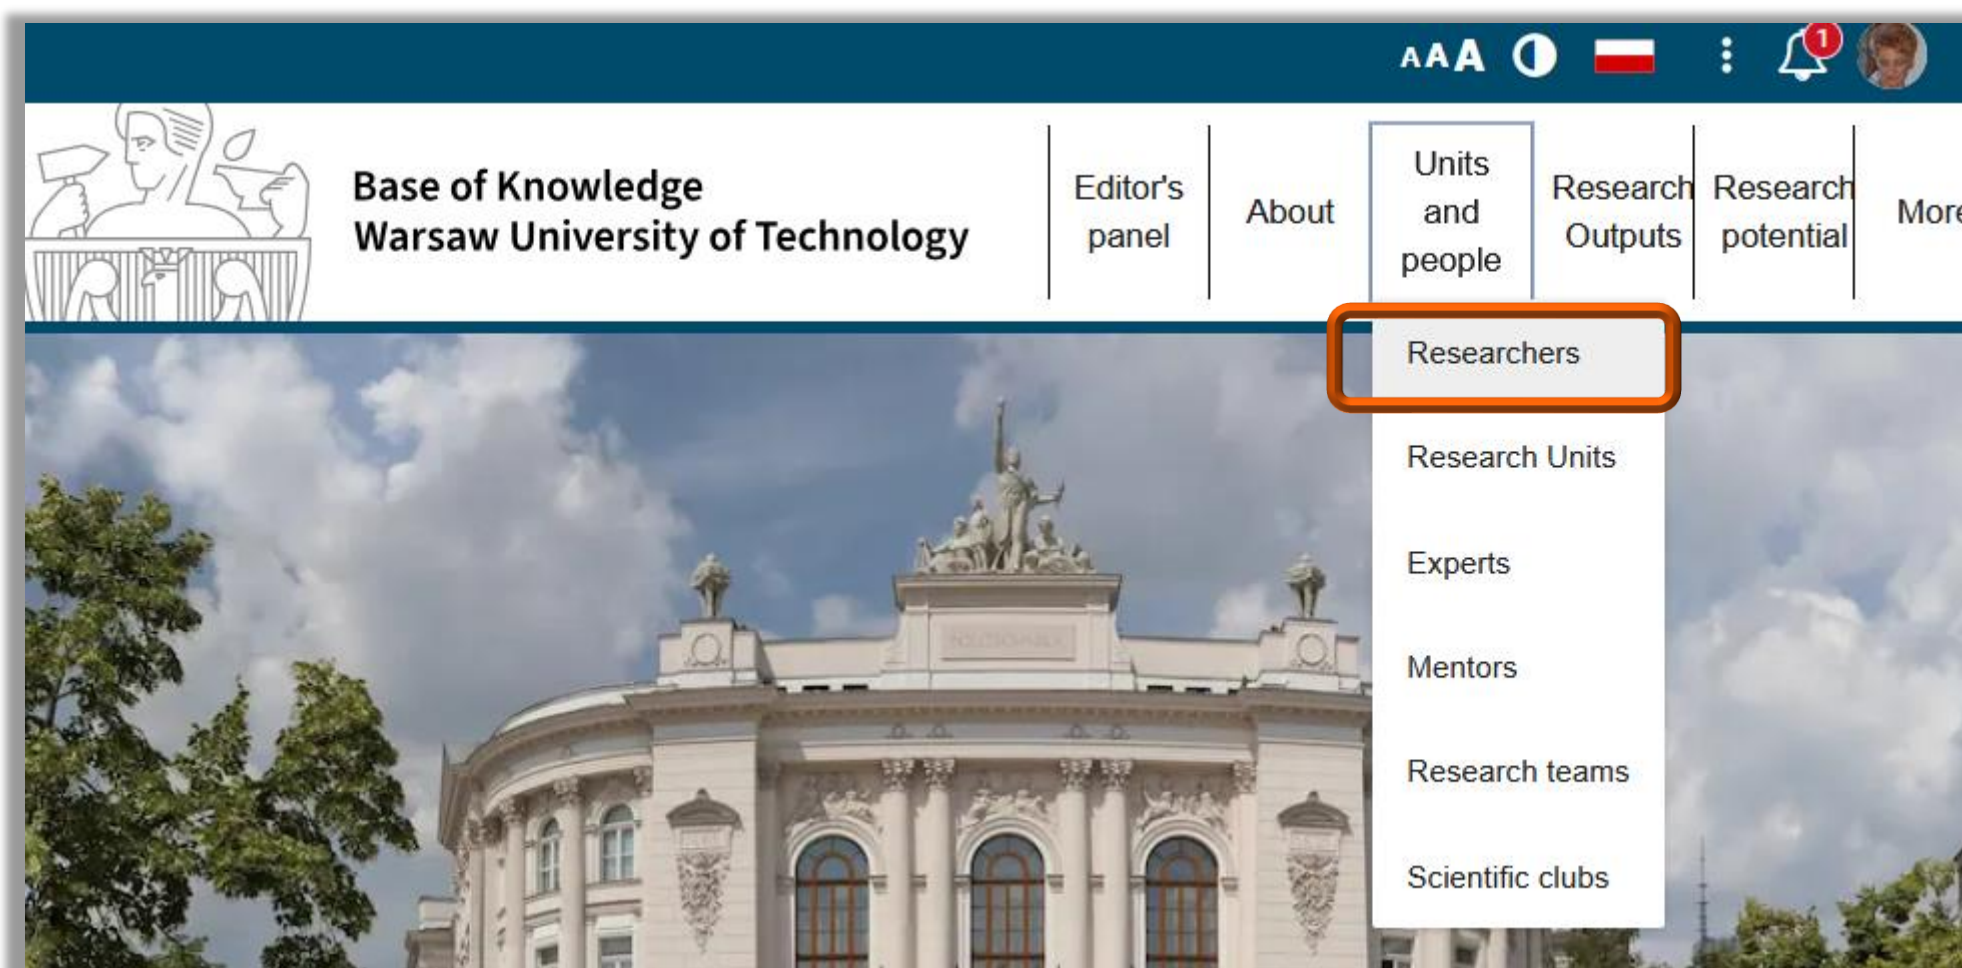 AAA
1
Base of Knowledge
Warsaw University of Technology
Editor's
panel
About
Units
and
people
Research
Outputs
Research
potential
More
Researchers
Research Units
Experts
Mentors
Research teams
Scientific clubs